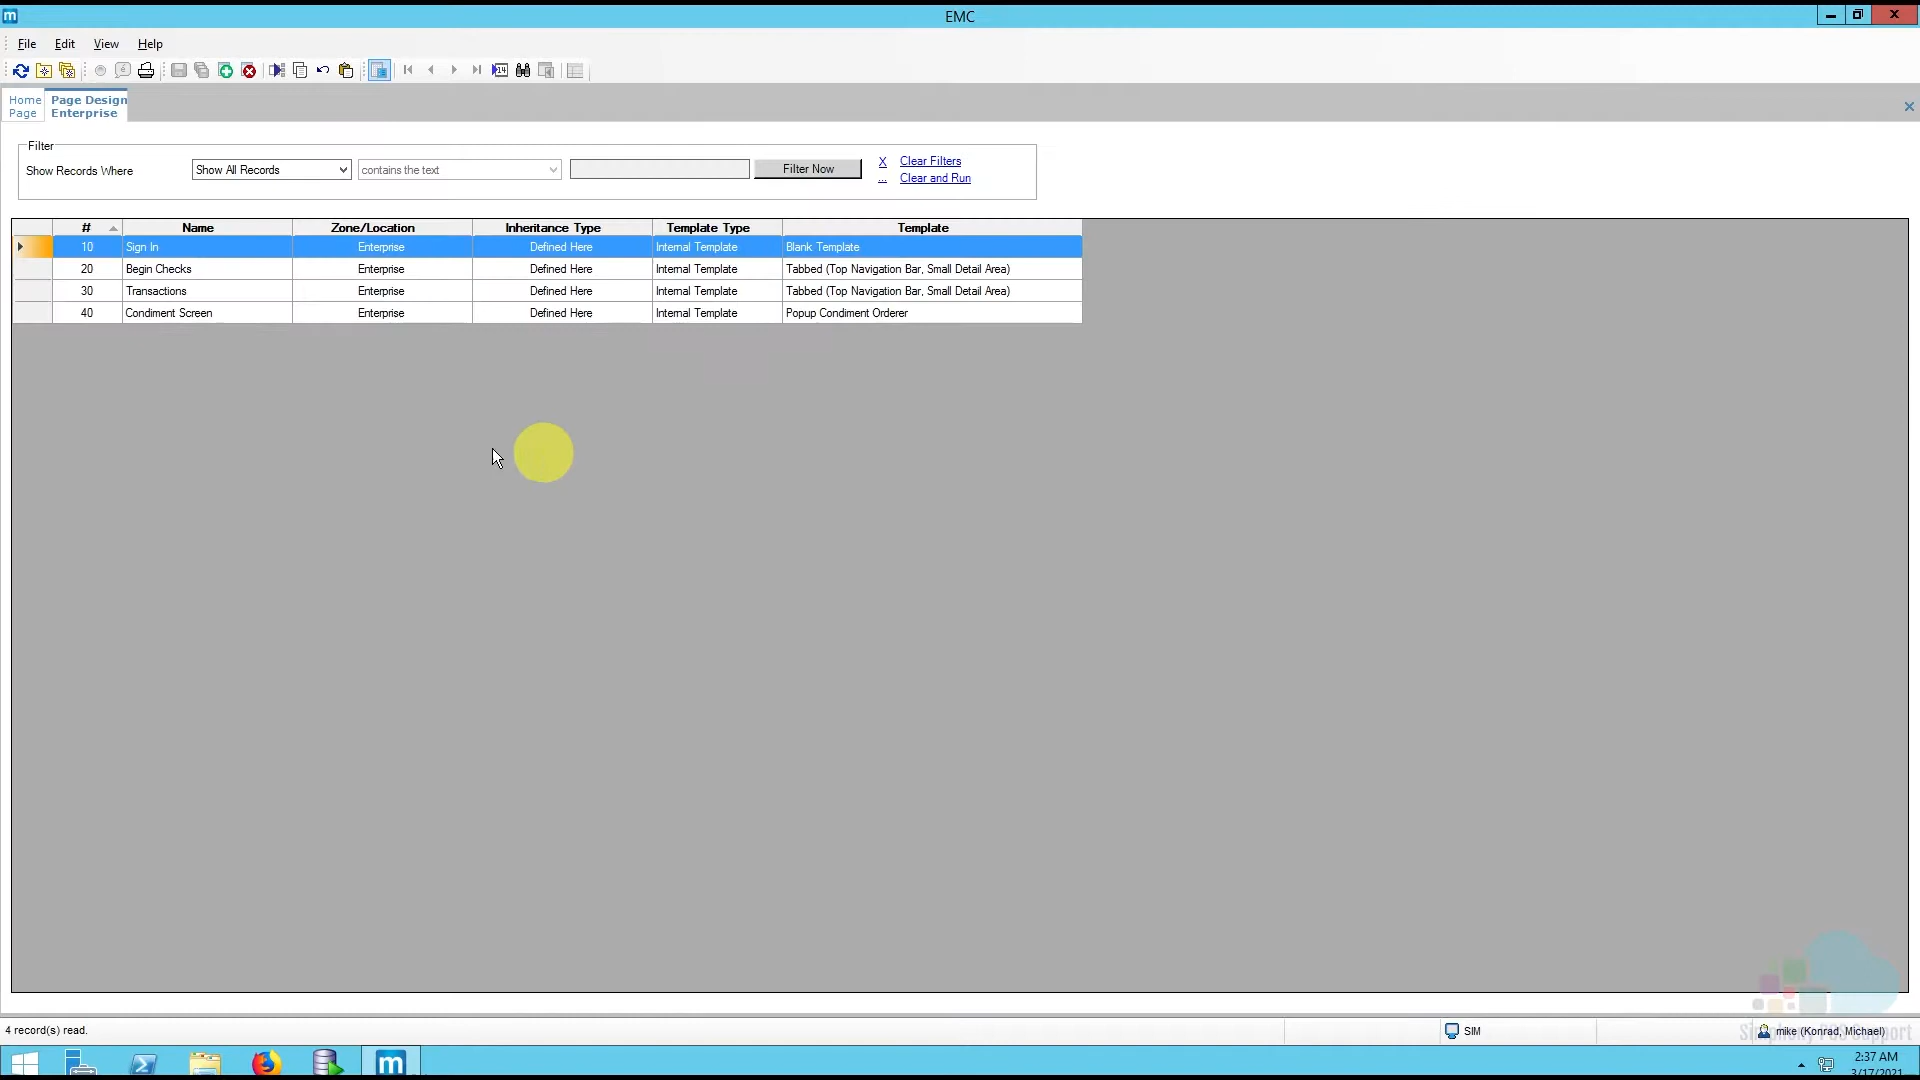 EMC
File Edit View Help
Home Page
Page Design Enterprise
Filter
Show Records Where Show All Records contains the text Filter Now X Clear Filters
... Clear and Run
# Name Zone/Location Inheritance Type Template Type Template
10 Sign In Enterprise Defined Here Internal Template Blank Template
20 Begin Checks Enterprise Defined Here Internal Template Tabbed (Top Navigation Bar, Small Detail Area)
30 Transactions Enterprise Defined Here Internal Template Tabbed (Top Navigation Bar, Small Detail Area)
40 Condiment Screen Enterprise Defined Here Internal Template Popup Condiment Orderer
4 record(s) read. SIM mike (Konrad, Michael)
2:37 AM
3/17/2021